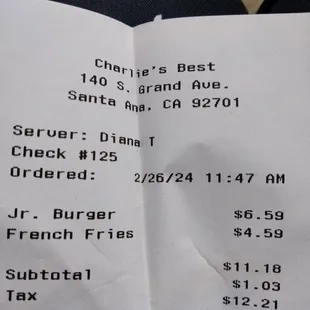 Charlie's Best
140 S. Grand Ave.
Santa Ana, CA 92701
Server: Diana T
Check #125
Ordered: 2/26/24 11:47 AM
Jr. Burger $6.59
French Fries $4.59
Subtotal $11.18
Tax $1.03
$12.21